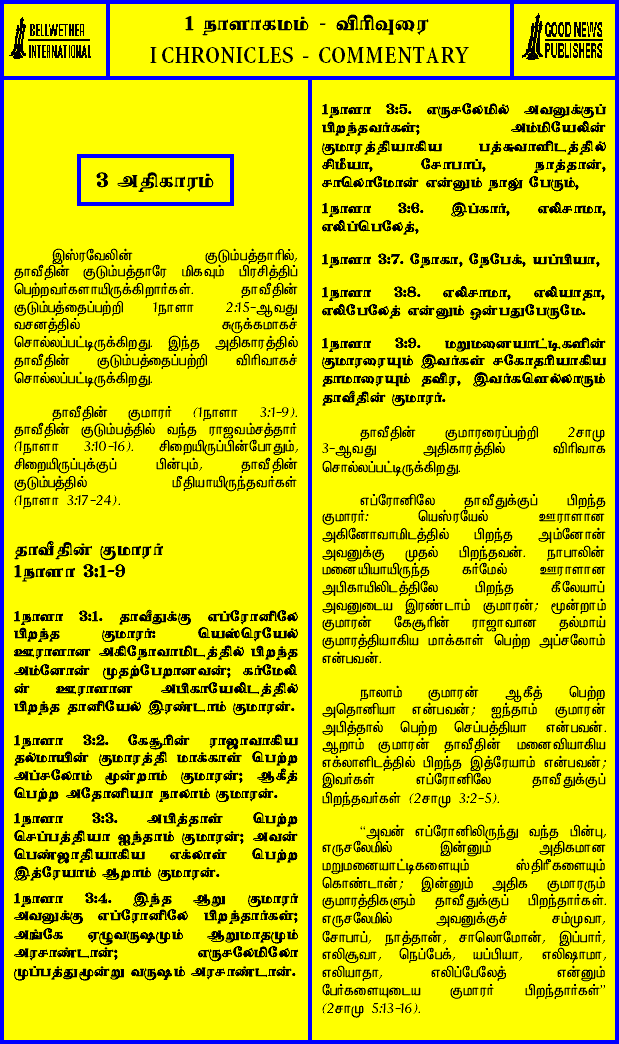 BELLWETHER
INTERNATIONAL
1 நாளாகமம் - விரிவுரை
I CHRONICLES - COMMENTARY
GOOD NEWS
PUBLISHERS
3 அதிகாரம்
இஸ்ரவேலின் குடும்பத்தாரில்,
தாவீதின் குடும்பத்தாரே மிகவும் பிரசித்திப்
பெற்றவர்களாயிருக்கிறார்கள். தாவீதின்
குடும்பத்தைப்பற்றி 1நாளா 2:15-ஆவது
வசனத்தில் சுருக்கமாகச்
சொல்லப்பட்டிருக்கிறது. இந்த அதிகாரத்தில்
தாவீதின் குடும்பத்தைப்பற்றி விரிவாகச்
சொல்லப்பட்டிருக்கிறது.
தாவீதின் குமாரர் (1நாளா 3:1-9).
தாவீதின் குடும்பத்தில் வந்த ராஜவம்சத்தார்
(1நாளா 3:10-16). சிறையிருப்பின்போதும்,
சிறையிருப்புக்குப் பின்பும், தாவீதின்
குடும்பத்தில் மீதியாயிருந்தவர்கள்
(1நாளா 3:17-24).
தாவீதின் குமாரர்
1நாளா 3:1-9
1நாளா 3:1. தாவீதுக்கு எப்ரோனிலே
பிறந்த குமாரர்: யெஸ்ரெயேல்
ஊராளான அகிநோவாமிடத்தில் பிறந்த
அம்னோன் முதற்பேறானவன்; கர்மேலி
ன் ஊராளான அபிகாயேலிடத்தில்
பிறந்த தானியேல் இரண்டாம் குமாரன்.
1நாளா 3:2. கேசூரின் ராஜாவாகிய
தல்மாயின் குமாரத்தி மாக்காள் பெற்ற
அப்சலோம் மூன்றாம் குமாரன்; ஆகீத்
பெற்ற அதோனியா நாலாம் குமாரன்.
1நாளா 3:3. அபித்தாள் பெற்ற
செப்பத்தியா ஐந்தாம் குமாரன்; அவன்
பெண்ஜாதியாகிய எக்லாள் பெற்ற
இத்ரேயாம் ஆறாம் குமாரன்.
1நாளா 3:4. இந்த ஆறு குமாரர்
அவனுக்கு எப்ரோனிலே பிறந்தார்கள்;
அங்கே ஏழுவருஷமும் ஆறுமாதமும்
அரசாண்டான்; எருசலேமிலோ
முப்பத்துமூன்று வருஷம் அரசாண்டான்.
1நாளா 3:5. எருசலேமில் அவனுக்குப்
பிறந்தவர்கள்; அம்மியேலின்
குமாரத்தியாகிய பத்சுவாளிடத்தில்
சிமீயா, சோபாப், நாத்தான்,
சாலொமோன் என்னும் நாலு பேரும்,
1நாளா 3:6. இப்கார், எலிசாமா,
எலிப்பெலேத்,
1நாளா 3:7. நோகா, நேபேக், யப்பியா,
1நாளா 3:8. எலிசாமா, எலியாதா,
எலிபேலேத் என்னும் ஒன்பதுபேருமே.
1நாளா 3:9. மறுமனையாட்டிகளின்
குமாரரையும் இவர்கள் சகோதரியாகிய
தாமாரையும் தவிர, இவர்களெல்லாரும்
தாவீதின் குமாரர்.
தாவீதின் குமாரரைப்பற்றி 2சாமு
3-ஆவது அதிகாரத்தில் விரிவாக
சொல்லப்பட்டிருக்கிறது.
எப்ரோனிலே தாவீதுக்குப் பிறந்த
குமாரர்: யெஸ்ரயேல் ஊராளான
அகினோவாமிடத்தில் பிறந்த அம்னோன்
அவனுக்கு முதல் பிறந்தவன். நாபாலின்
மனையியாயிருந்த கர்மேல் ஊராளான
அபிகாயிலிடத்திலே பிறந்த கீலேயாப்
அவனுடைய இரண்டாம் குமாரன்; மூன்றாம்
குமாரன் கேசூரின் ராஜாவான தல்மாய்
குமாரத்தியாகிய மாக்காள் பெற்ற அப்சலோம்
என்பவன்.
நாலாம் குமாரன் ஆகீத் பெற்ற
அதொனியா என்பவன்; ஐந்தாம் குமாரன்
அபித்தால் பெற்ற செப்பத்தியா என்பவன்.
ஆறாம் குமாரன் தாவீதின் மனைவியாகிய
எக்லாளிடத்தில் பிறந்த இத்ரேயாம் என்பவன்;
இவர்கள் எப்ரோனிலே தாவீதுக்குப்
பிறந்தவர்கள் (2சாமு 3:2-5).
"அவன் எப்ரோனிலிருந்து வந்த பின்பு,
எருசலேமில் இன்னும் அதிகமான
மறுமனையாட்டிகளையும் ஸ்திரீகளையும்
கொண்டான்; இன்னும் அதிக குமாரரும்
குமாரத்திகளும் தாவீதுக்குப் பிறந்தார்கள்.
எருசலேமில் அவனுக்குச் சம்முவா,
சோபாப், நாத்தான், சாலொமோன், இப்பார்,
எலிசூவா, நெப்பேக், யப்பியா, எலிஷாமா,
எலியாதா, எலிப்பேலேத் என்னும்
பேர்களையுடைய குமாரர் பிறந்தார்கள்"
(2சாமு 5:13-16).